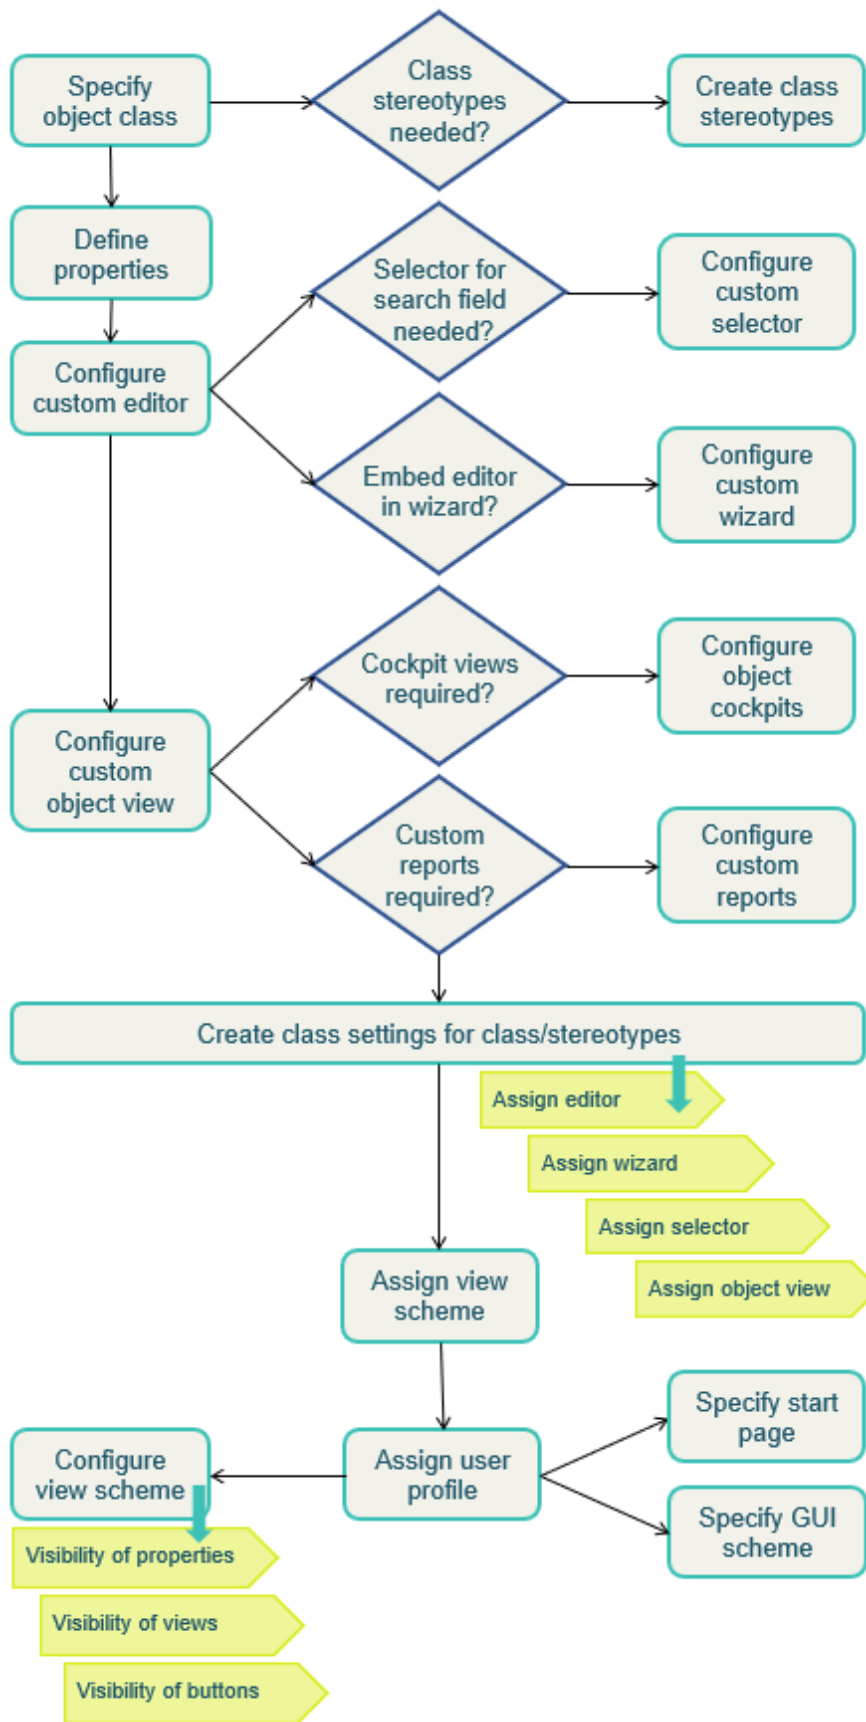 Specify
object class
Class
stereotypes
needed?
Create class
stereotypes
Define
properties
Selector for
search field
needed?
Configure
custom
selector
Configure
custom editor
Embed editor
in wizard?
Configure
custom
wizard
Cockpit views
required?
Configure
object
cockpits
Configure
custom
object view
Custom
reports
required?
Configure
custom
reports
Create class settings for class/stereotypes
Assign editor
Assign wizard
Assign selector
Assign object view
Assign view
scheme
Specify start
page
Configure
view scheme
Assign user
profile
Specify GUI
scheme
Visibility of properties
Visibility of views
Visibility of buttons